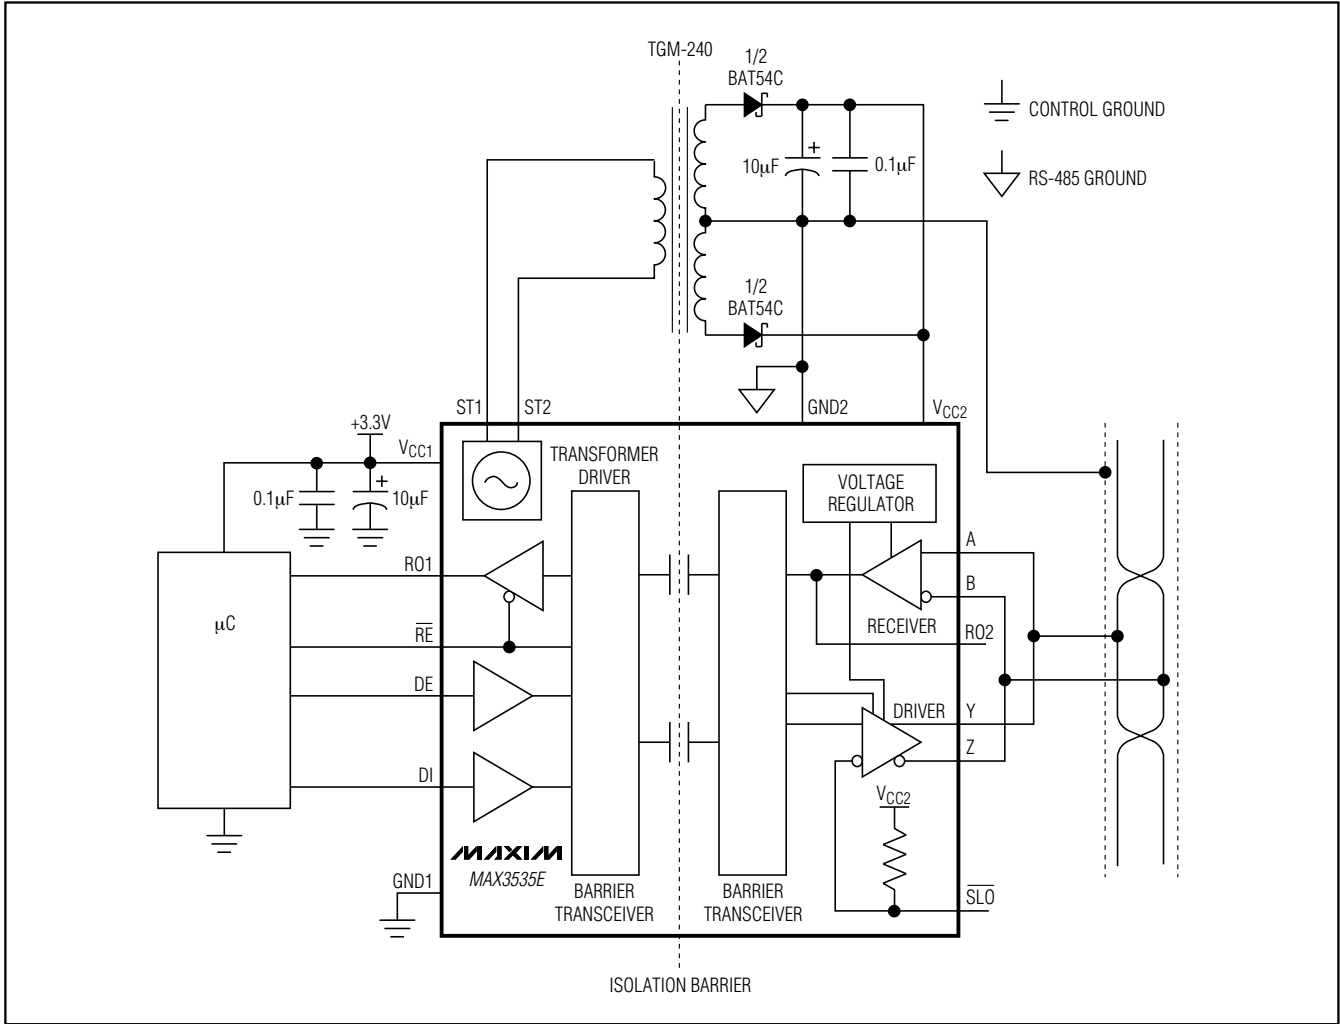 TGM-240
1/2
BAT54C
CONTROL GROUND
10μF
+
0.1μF
RS-485 GROUND
1/2
BAT54C
ST1
ST2
GND2
VCC2
+3.3V
VCC1
0.1μF
+
10μF
TRANSFORMER
DRIVER
VOLTAGE
REGULATOR
A
B
RO1
μC
RE
RECEIVER
RO2
DE
DRIVER
Y
Z
DI
VCC2
MAXIM
MAX3535E
GND1
BARRIER
TRANSCEIVER
BARRIER
TRANSCEIVER
SLO
ISOLATION BARRIER